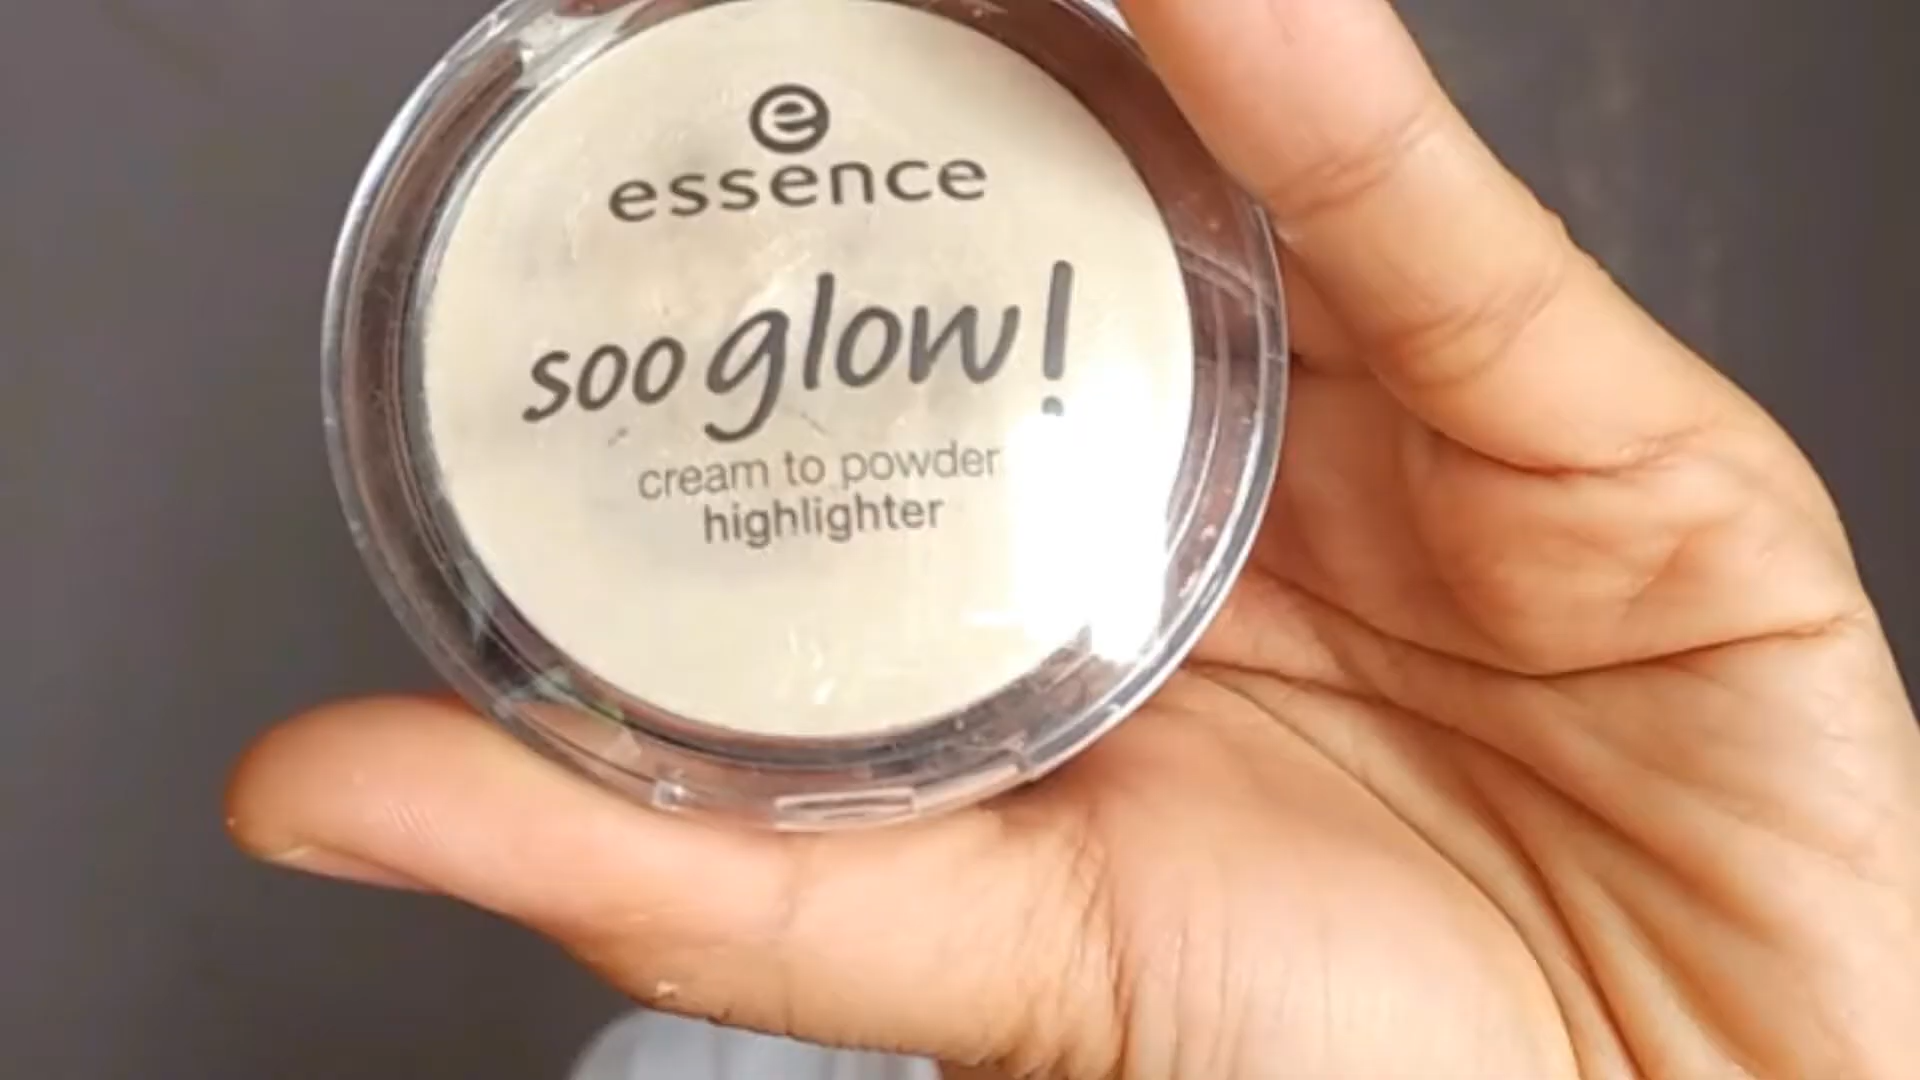 e
essence
soo glow!
cream to powder
highlighter